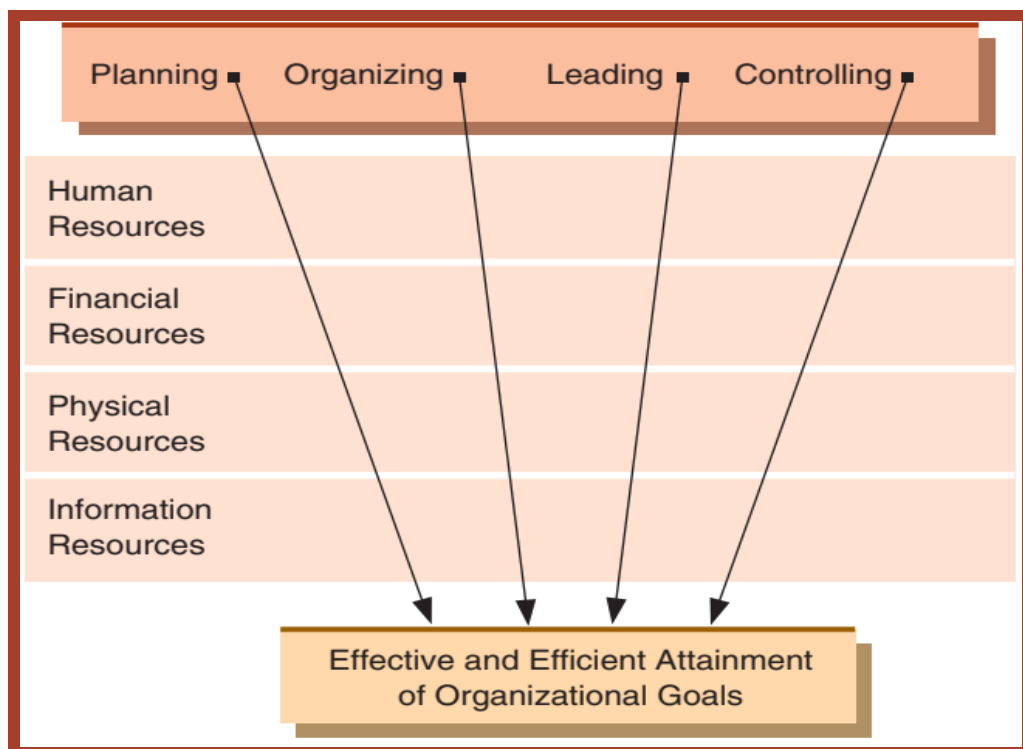 Planning Organizing Leading Controlling
Human
Resources
Financial
Resources
Physical
Resources
Information
Resources
Effective and Efficient Attainment
of Organizational Goals